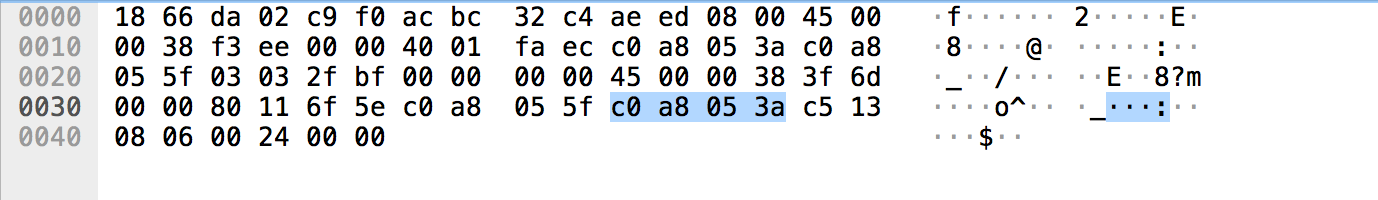 0000 18 66 da 02 c9 f0 ac bc 32 c4 ae ed 08 00 45 00 ·f······ 2·····E·
0010 00 38 f3 ee 00 00 40 01 fa ec c0 a8 05 3a c0 a8 ·8····@· ·····:··
0020 05 5f 03 03 2f bf 00 00 00 00 45 00 00 38 3f 6d ·_··/··· ··E··8?m
0030 00 00 80 11 6f 5e c0 a8 05 5f c0 a8 05 3a c5 13 ····o^·· ·_···:··
0040 08 06 00 24 00 00 ···$··